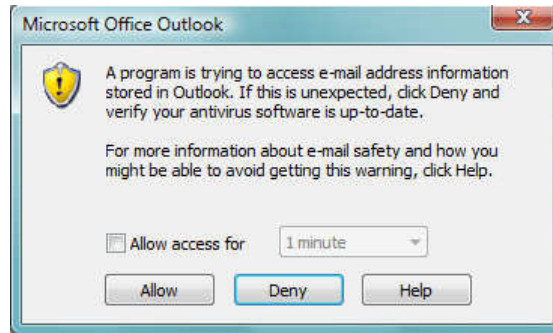 Microsoft Office Outlook
A program is trying to access e-mail address information
stored in Outlook. If this is unexpected, click Deny and
verify your antivirus software is up-to-date.
For more information about e-mail safety and how you
might be able to avoid getting this warning, click Help.
Allow access for 1 minute
Allow Deny Help